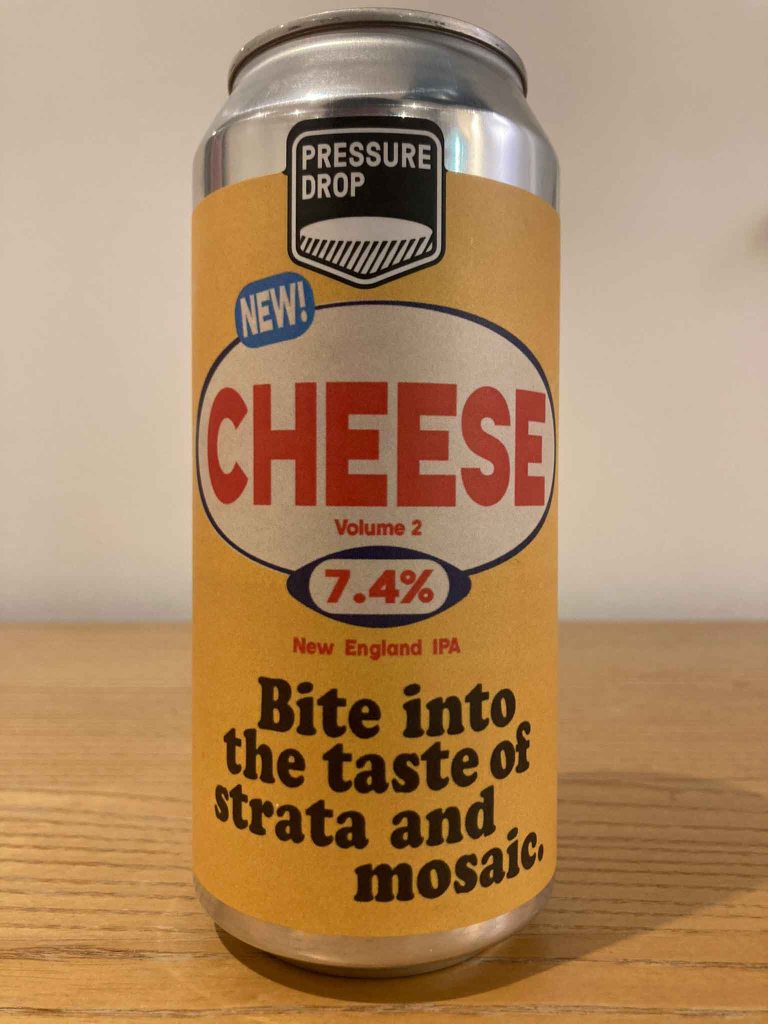 PRESSURE
DROP
NEW!
CHEESE
Volume 2
7.4%
New England IPA
Bite into
the taste of
strata and
mosaic.